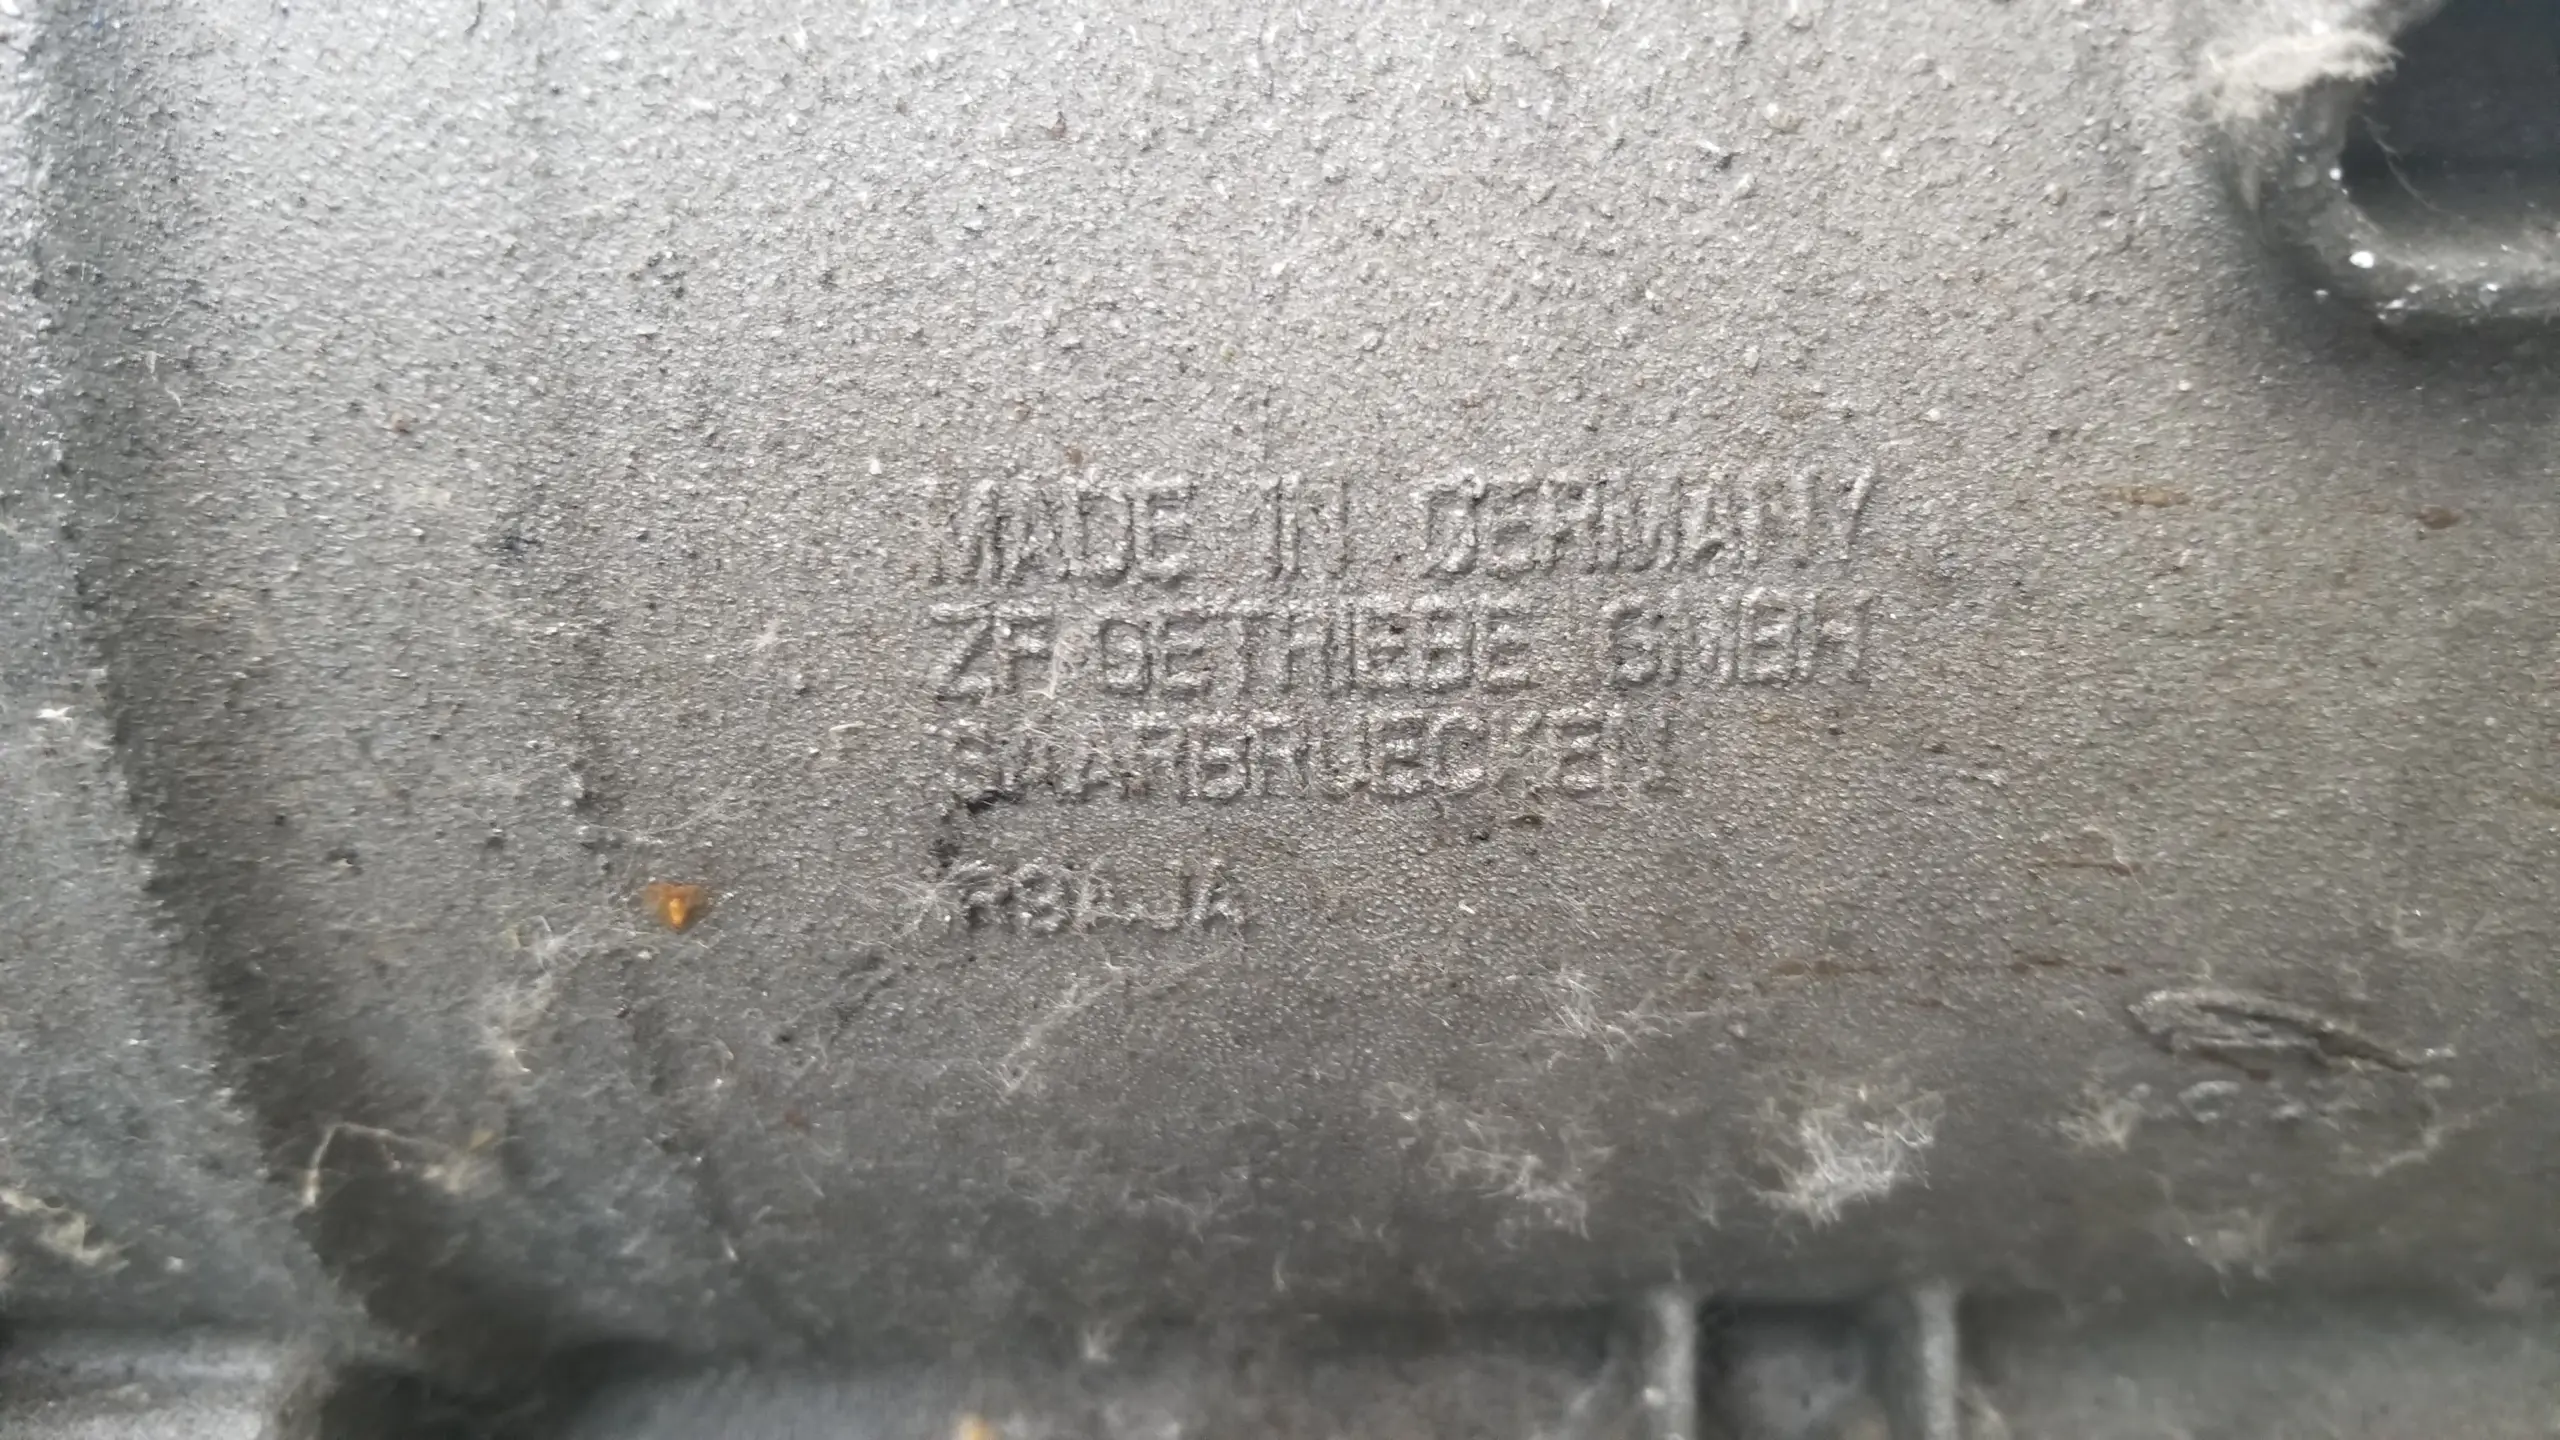 MADE IN GERMANY
ZF GETRIEBE GMBH
SAARBRUECKEN